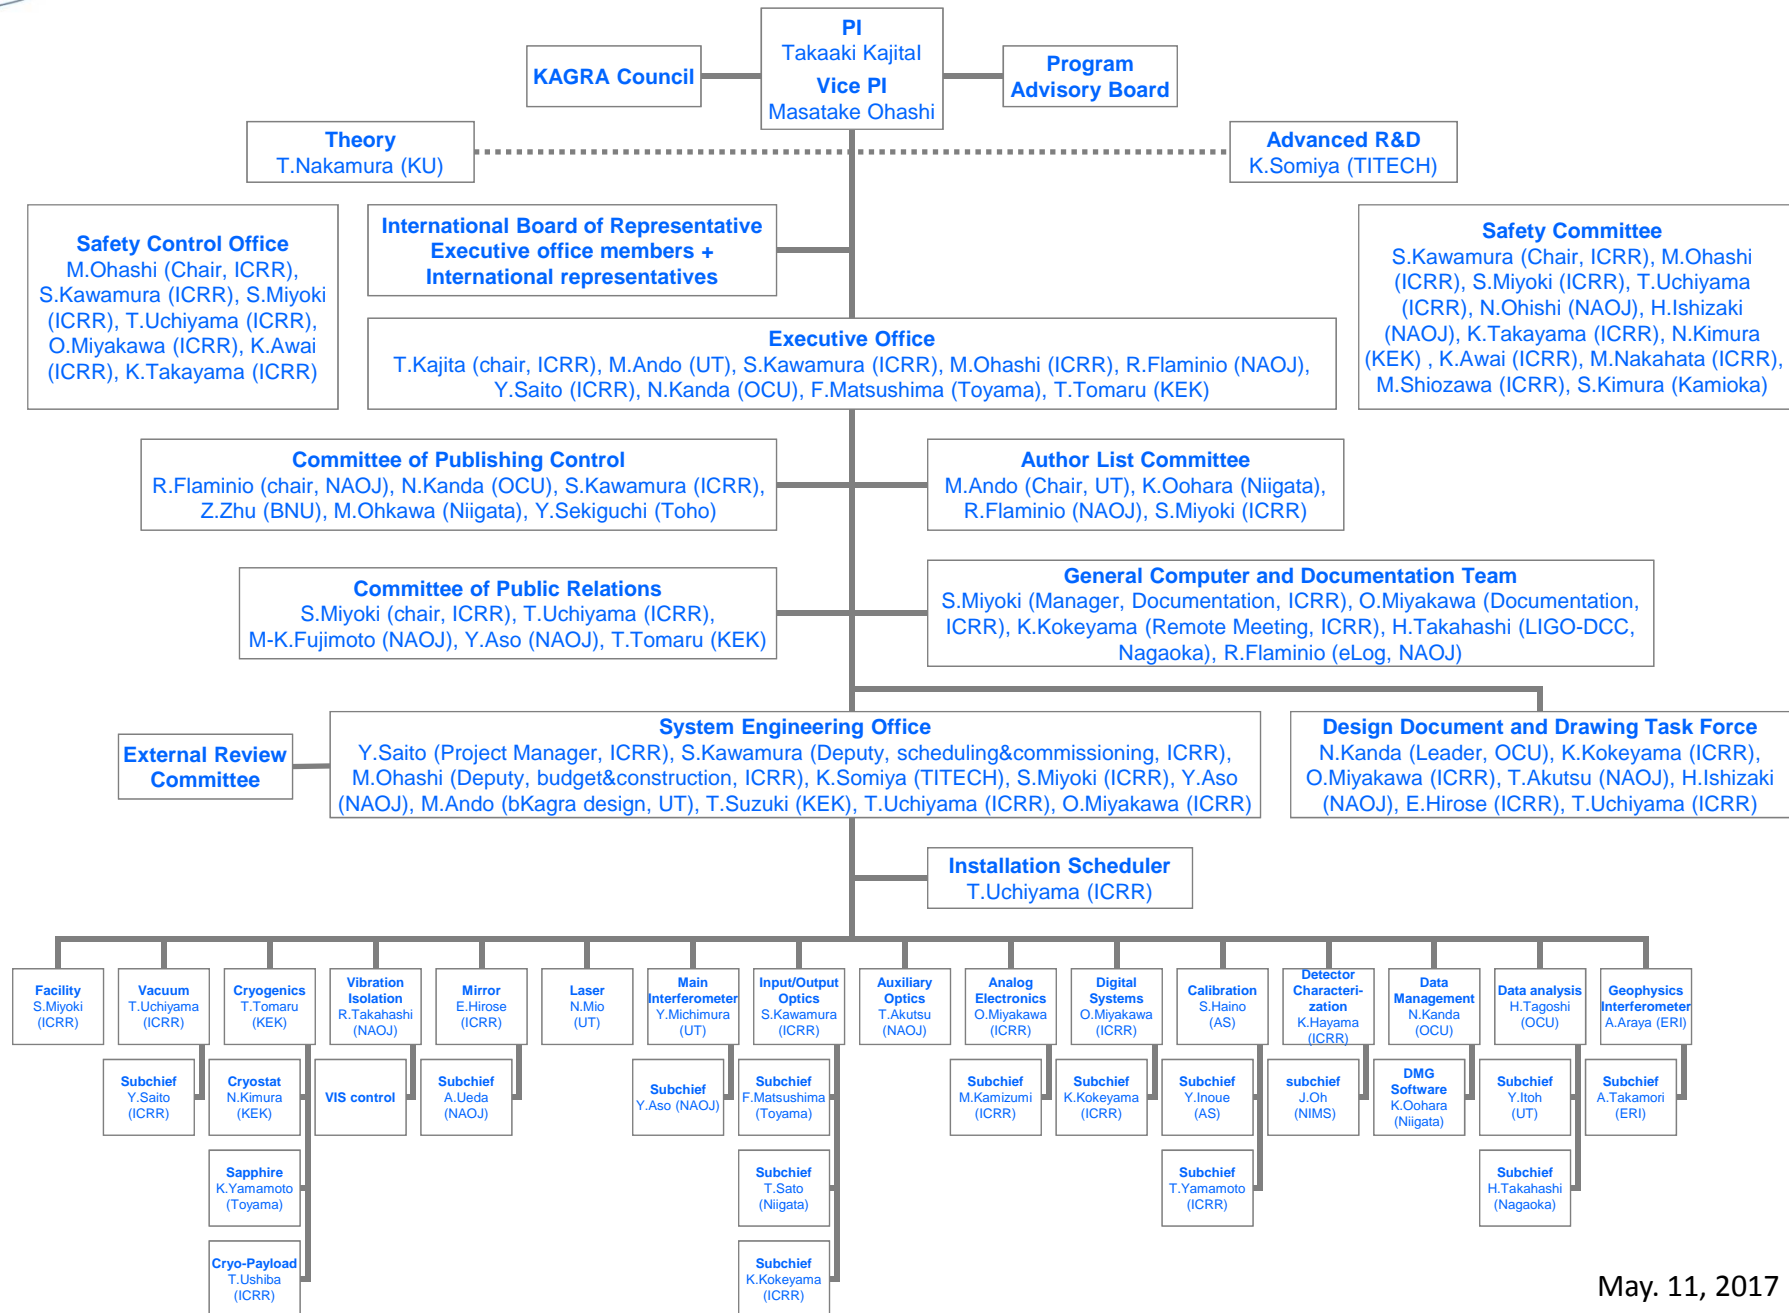 PI
Takaaki KajitaI
Vice PI
Masatake Ohashi
KAGRA Council
Program
Advisory Board
Theory
T.Nakamura (KU)
Advanced R&D
K.Somiya (TITECH)
Safety Control Office
M.Ohashi (Chair, ICRR),
S.Kawamura (ICRR), S.Miyoki
(ICRR), T.Uchiyama (ICRR),
O.Miyakawa (ICRR), K.Awai
(ICRR), K.Takayama (ICRR)
International Board of Representative
Executive office members +
International representatives
Safety Committee
S.Kawamura (Chair, ICRR), M.Ohashi
(ICRR), S.Miyoki (ICRR), T.Uchiyama
(ICRR), N.Ohishi (NAOJ), H.Ishizaki
(NAOJ), K.Takayama (ICRR), N.Kimura
(KEK) , K.Awai (ICRR), M.Nakahata (ICRR),
M.Shiozawa (ICRR), S.Kimura (Kamioka)
Executive Office
T.Kajita (chair, ICRR), M.Ando (UT), S.Kawamura (ICRR), M.Ohashi (ICRR), R.Flaminio (NAOJ),
Y.Saito (ICRR), N.Kanda (OCU), F.Matsushima (Toyama), T.Tomaru (KEK)
Committee of Publishing Control
R.Flaminio (chair, NAOJ), N.Kanda (OCU), S.Kawamura (ICRR),
Z.Zhu (BNU), M.Ohkawa (Niigata), Y.Sekiguchi (Toho)
Author List Committee
M.Ando (Chair, UT), K.Oohara (Niigata),
R.Flaminio (NAOJ), S.Miyoki (ICRR)
Committee of Public Relations
S.Miyoki (chair, ICRR), T.Uchiyama (ICRR),
M-K.Fujimoto (NAOJ), Y.Aso (NAOJ), T.Tomaru (KEK)
General Computer and Documentation Team
S.Miyoki (Manager, Documentation, ICRR), O.Miyakawa (Documentation,
ICRR), K.Kokeyama (Remote Meeting, ICRR), H.Takahashi (LIGO-DCC,
Nagaoka), R.Flaminio (eLog, NAOJ)
External Review
Committee
System Engineering Office
Y.Saito (Project Manager, ICRR), S.Kawamura (Deputy, scheduling&commissioning, ICRR),
M.Ohashi (Deputy, budget&construction, ICRR), K.Somiya (TITECH), S.Miyoki (ICRR), Y.Aso
(NAOJ), M.Ando (bKagra design, UT), T.Suzuki (KEK), T.Uchiyama (ICRR), O.Miyakawa (ICRR)
Design Document and Drawing Task Force
N.Kanda (Leader, OCU), K.Kokeyama (ICRR),
O.Miyakawa (ICRR), T.Akutsu (NAOJ), H.Ishizaki
(NAOJ), E.Hirose (ICRR), T.Uchiyama (ICRR)
Installation Scheduler
T.Uchiyama (ICRR)
Facility
S.Miyoki
(ICRR)
Vacuum
T.Uchiyama
(ICRR)
Cryogenics
T.Tomaru
(KEK)
Vibration
Isolation
R.Takahashi
(NAOJ)
Mirror
E.Hirose
(ICRR)
Laser
N.Mio
(UT)
Main
Interferometer
Y.Michimura
(UT)
Input/Output
Optics
S.Kawamura
(ICRR)
Auxiliary
Optics
T.Akutsu
(NAOJ)
Analog
Electronics
O.Miyakawa
(ICRR)
Digital
Systems
O.Miyakawa
(ICRR)
Calibration
S.Haino
(AS)
Detector
Characteri-
zation
K.Hayama
(ICRR)
Data
Management
N.Kanda
(OCU)
Data analysis
H.Tagoshi
(OCU)
Geophysics
Interferometer
A.Araya (ERI)
Subchief
Y.Saito
(ICRR)
Cryostat
N.Kimura
(KEK)
VIS control
Subchief
A.Ueda
(NAOJ)
Subchief
Y.Aso (NAOJ)
Subchief
F.Matsushima
(Toyama)
Subchief
M.Kamizumi
(ICRR)
Subchief
K.Kokeyama
(ICRR)
Subchief
Y.Inoue
(AS)
subchief
J.Oh
(NIMS)
DMG
Software
K.Oohara
(Niigata)
Subchief
Y.Itoh
(UT)
Subchief
A.Takamori
(ERI)
Sapphire
K.Yamamoto
(Toyama)
Subchief
T.Sato
(Niigata)
Subchief
T.Yamamoto
(ICRR)
Subchief
H.Takahashi
(Nagaoka)
Cryo-Payload
T.Ushiba
(ICRR)
Subchief
K.Kokeyama
(ICRR)
May. 11, 2017